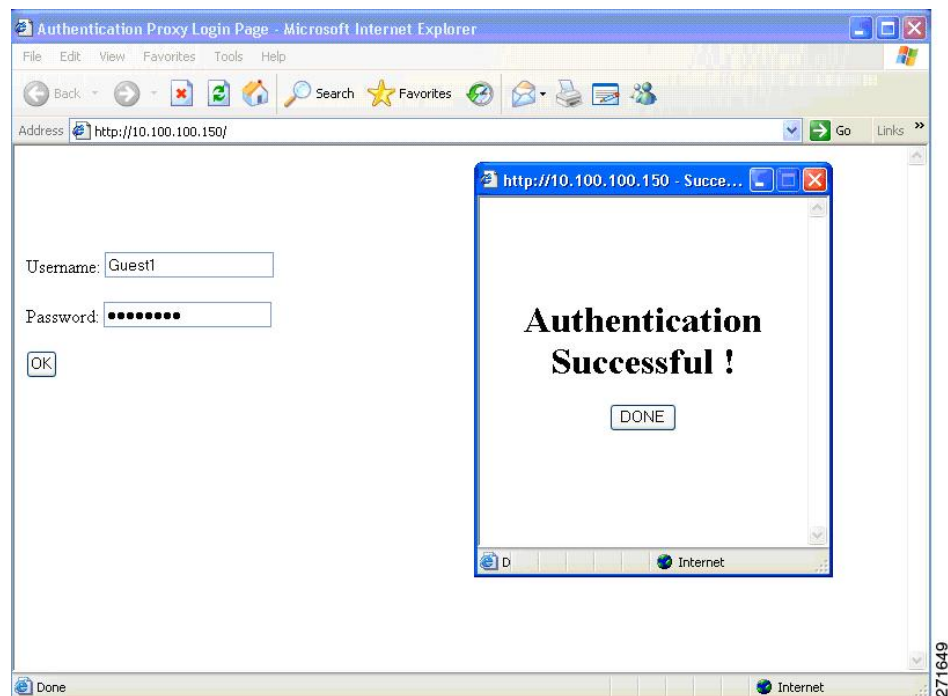 Authentication Proxy Login Page - Microsoft Internet Explorer
File Edit View Favorites Tools Help
Back Search Favorites
Address http://10.100.100.150/ Go Links »
http://10.100.100.150 - Succe...
Username: Guest1
Password: ●●●●●●●●
OK
Authentication
Successful !
DONE
D Internet
Done Internet
271649